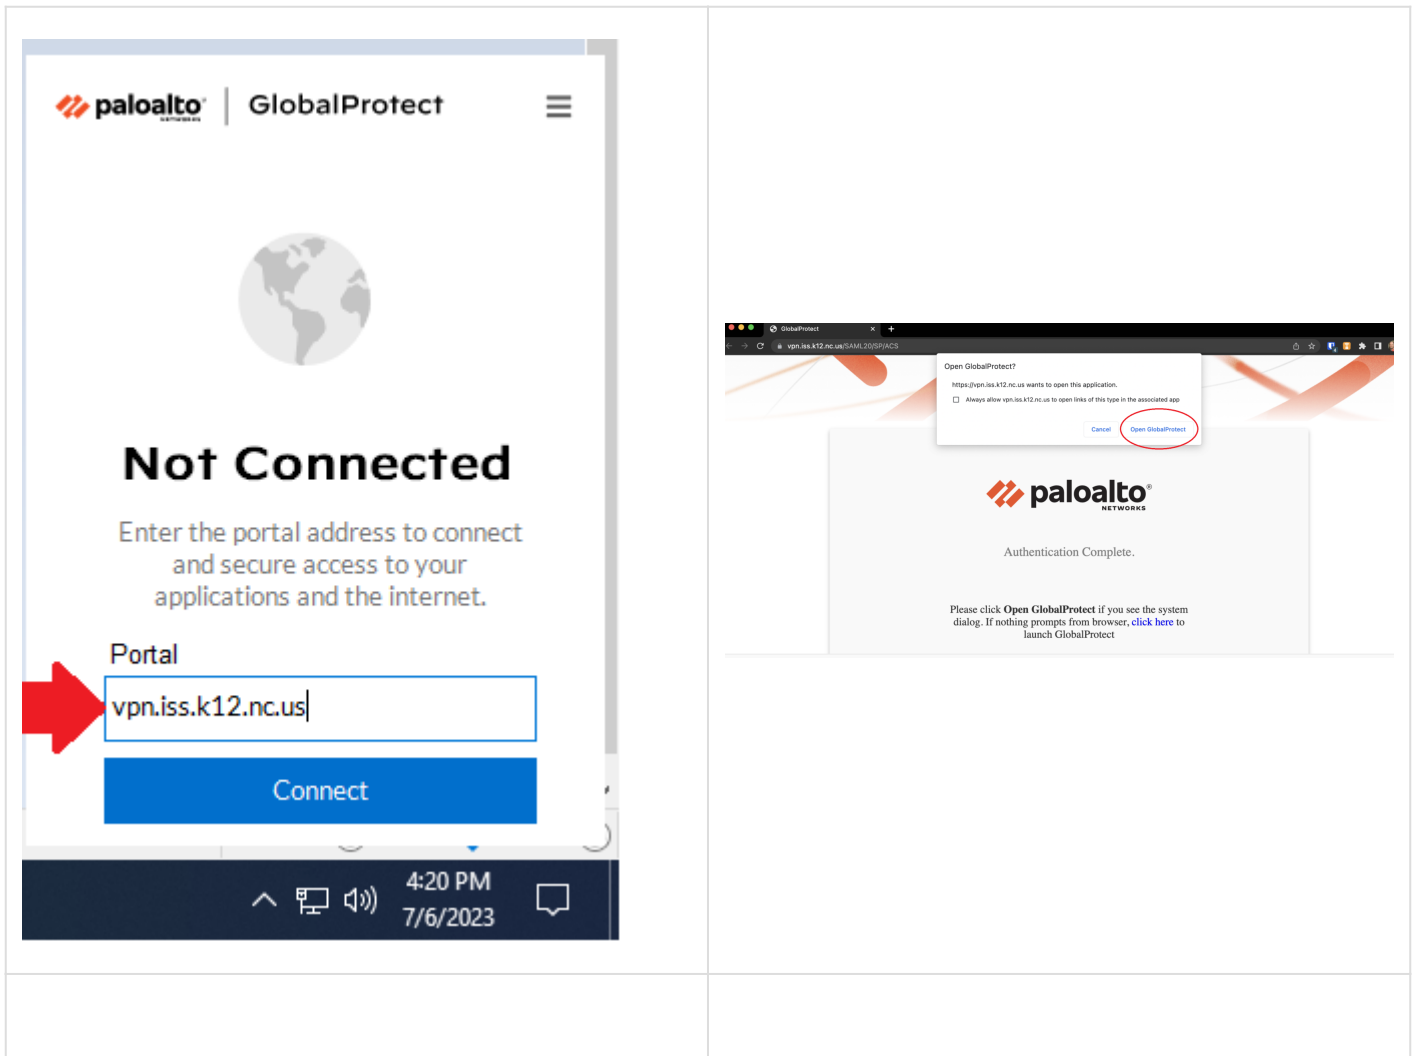 paloalto | GlobalProtect
NETWORKS
Not Connected
Enter the portal address to connect
and secure access to your
applications and the internet.
Portal
vpn.iss.k12.nc.us
Connect
4:20 PM
7/6/2023
GlobalProtect
vpn.iss.k12.nc.us/SAML20/SP/ACS
Open GlobalProtect?
https://vpn.iss.k12.nc.us wants to open this application.
Always allow vpn.iss.k12.nc.us to open links of this type in the associated app
Cancel Open GlobalProtect
paloalto®
NETWORKS
Authentication Complete.
Please click Open GlobalProtect if you see the system
dialog. If nothing prompts from browser, click here to
launch GlobalProtect